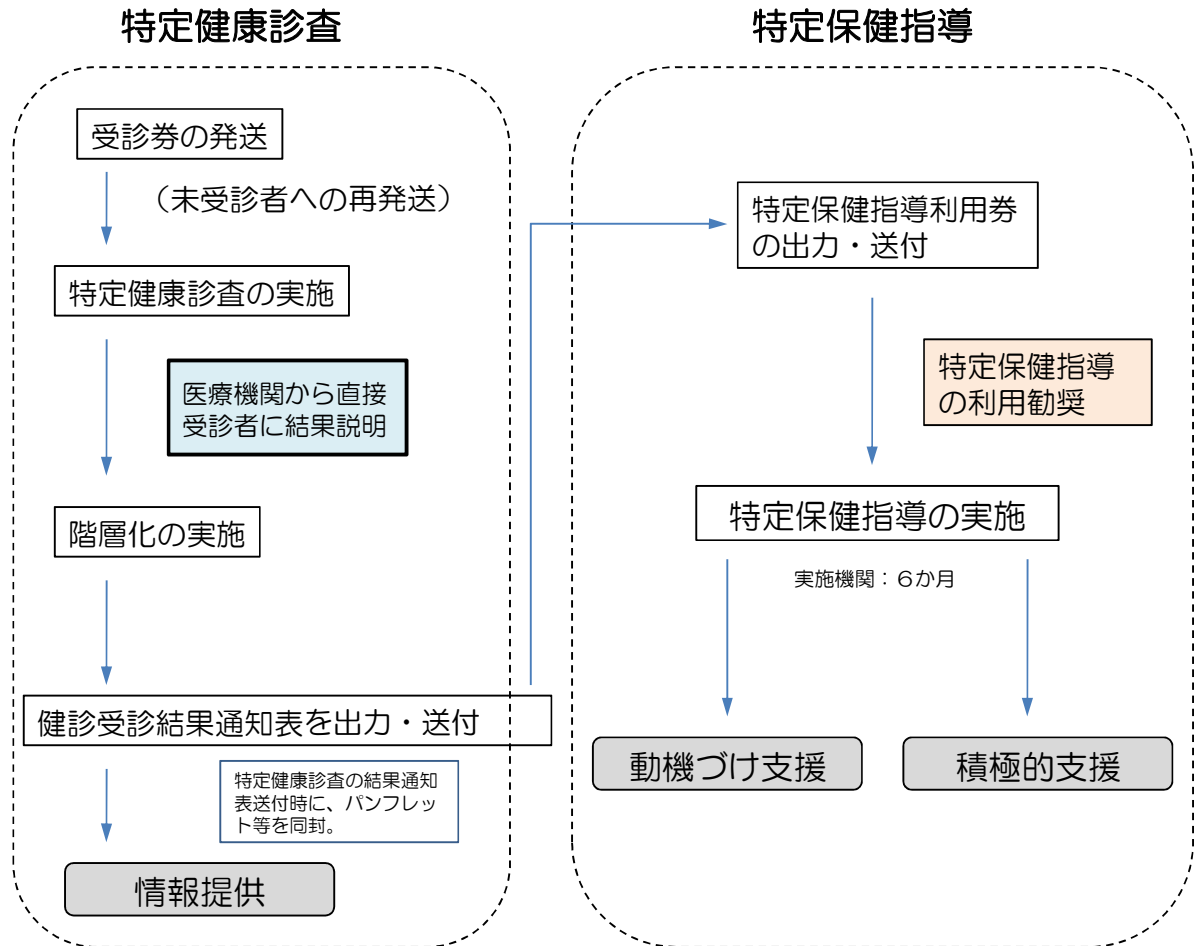 特定健康診査
受診券の発送
（未受診者への再発送）
特定健康診査の実施
医療機関から直接
受診者に結果説明
階層化の実施
健診受診結果通知表を出力・送付
特定健康診査の結果通知
表送付時に、パンフレッ
ト等を同封。
情報提供
特定保健指導
特定保健指導利用券
の出力・送付
特定保健指導
の利用勧奨
特定保健指導の実施
実施機関：６か月
動機づけ支援
積極的支援